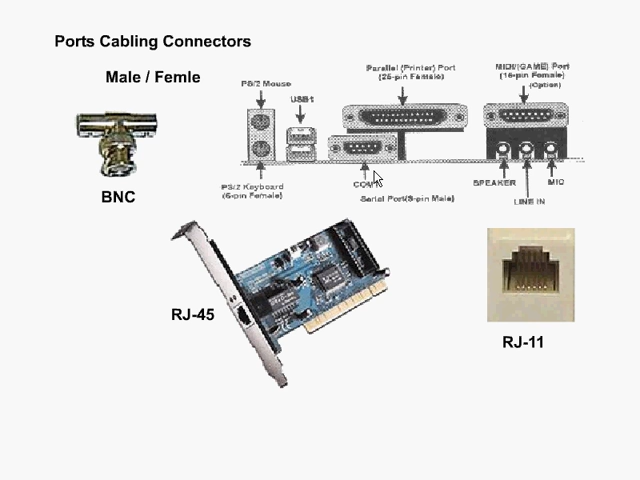 Ports Cabling Connectors
Male / Femle
BNC
PS/2 Mouse
USB1
Parallel (Printer) Port
(25-pin Female)
MIDI/(GAME) Port
(15-pin Female)
(Option)
PS/2 Keyboard
(6-pin Female)
COM1
Serial Port(9-pin Male)
SPEAKER
LINE IN
MIC
RJ-45
RJ-11